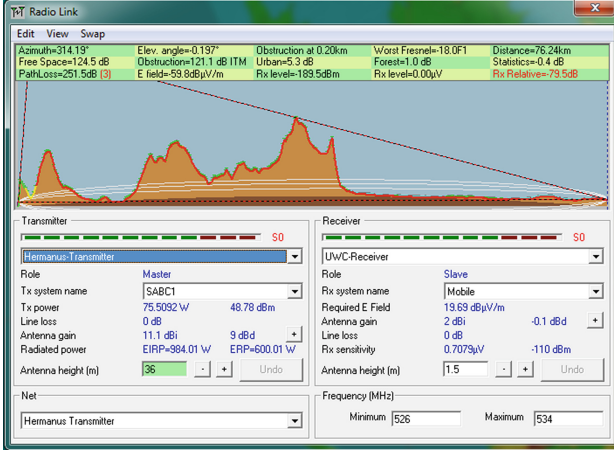 Radio Link
Edit View Swap
Azimuth=314.19° Elev. angle=-0.197° Obstruction at 0.20km Worst Fresnel=-18.0F1 Distance=76.24km
Free Space=124.5 dB Obstruction=121.1 dB ITM Urban=5.3 dB Forest=1.0 dB Statistics=-0.4 dB
PathLoss=251.5dB (3) E field=-59.8dBµV/m Rx level=-189.5dBm Rx level=0.00µV Rx Relative=-79.5dB
Transmitter Receiver
S0 S0
Hermanus-Transmitter UWC-Receiver
Role Master Role Slave
Tx system name SABC1 Rx system name Mobile
Tx power 75.5092 W 48.78 dBm Required E Field 19.69 dBµV/m
Line loss 0 dB Antenna gain 2 dBi -0.1 dBd +
Antenna gain 11.1 dBi 9 dBd + Line loss 0 dB
Radiated power EIRP=984.01 W ERP=600.01 W Rx sensitivity 0.7079µV -110 dBm
Antenna height (m) 36 - + Undo Antenna height (m) 1.5 - + Undo
Net Frequency (MHz)
Hermanus Transmitter Minimum 526 Maximum 534